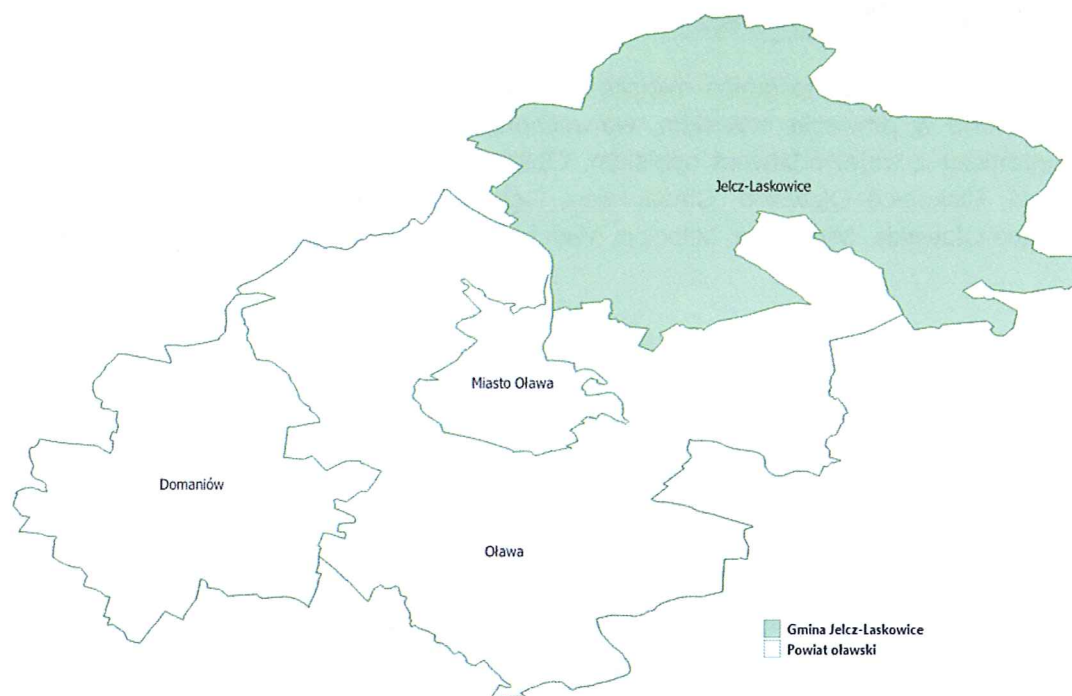 Jelcz-Laskowice
Miasto Oława
Domaniów
Oława
Gmina Jelcz-Laskowice
Powiat oławski